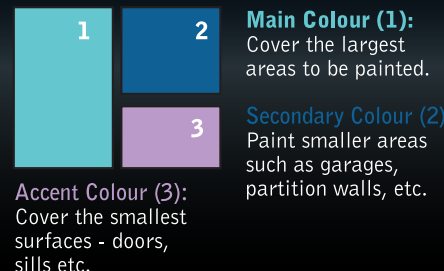 1
2
3
Main Colour (1):
Cover the largest
areas to be painted.
Secondary Colour (2)
Paint smaller areas
such as garages,
partition walls, etc.
Accent Colour (3):
Cover the smallest
surfaces - doors,
sills etc.